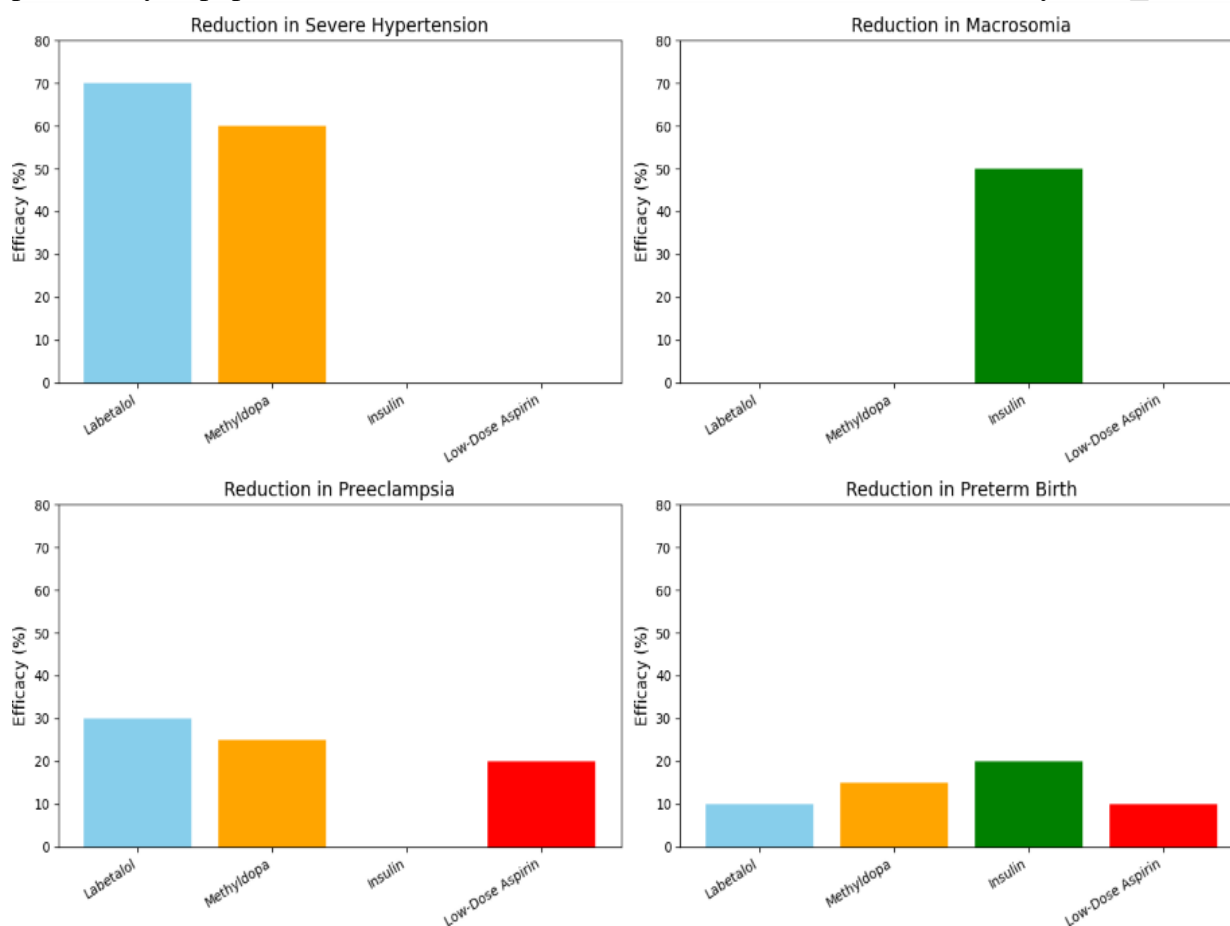 Reduction in Severe Hypertension
Efficacy (%)
80
70
60
50
40
30
20
10
0
Labetalol
Methyldopa
Insulin
Low-Dose Aspirin
Reduction in Macrosomia
Efficacy (%)
80
70
60
50
40
30
20
10
0
Labetalol
Methyldopa
Insulin
Low-Dose Aspirin
Reduction in Preeclampsia
Efficacy (%)
80
70
60
50
40
30
20
10
0
Labetalol
Methyldopa
Insulin
Low-Dose Aspirin
Reduction in Preterm Birth
Efficacy (%)
80
70
60
50
40
30
20
10
0
Labetalol
Methyldopa
Insulin
Low-Dose Aspirin